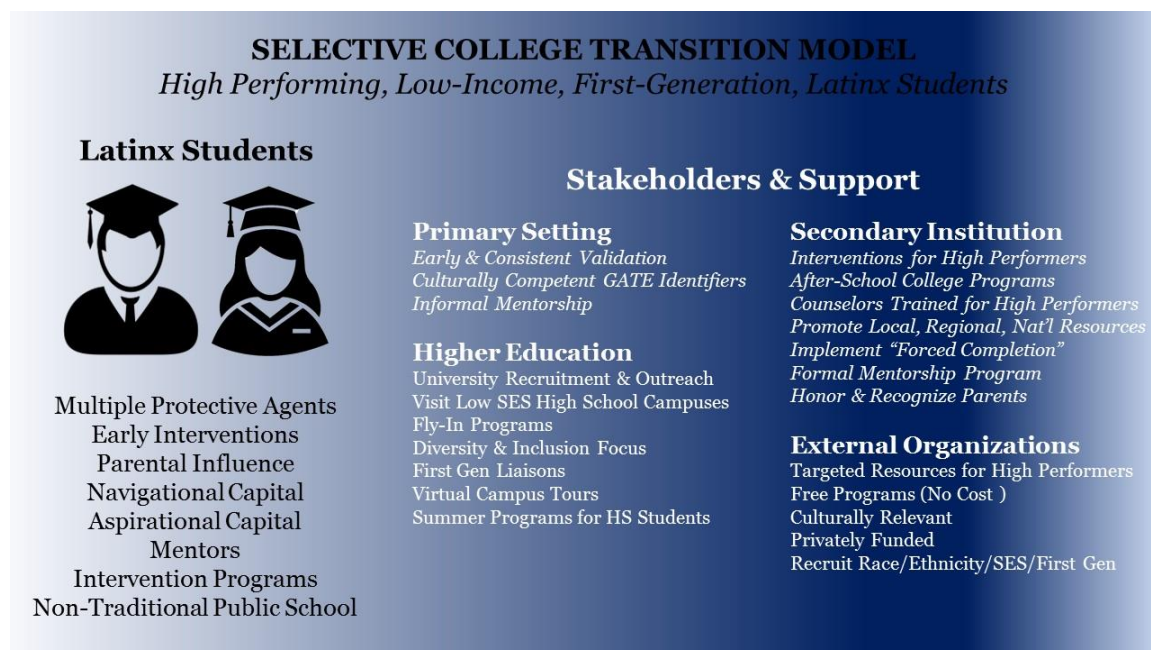 SELECTIVE COLLEGE TRANSITION MODEL
High Performing, Low-Income, First-Generation, Latinx Students
Latinx Students
Multiple Protective Agents
Early Interventions
Parental Influence
Navigational Capital
Aspirational Capital
Mentors
Intervention Programs
Non-Traditional Public School
Stakeholders & Support
Primary Setting
Early & Consistent Validation
Culturally Competent GATE Identifiers
Informal Mentorship
Higher Education
University Recruitment & Outreach
Visit Low SES High School Campuses
Fly-In Programs
Diversity & Inclusion Focus
First Gen Liaisons
Virtual Campus Tours
Summer Programs for HS Students
Secondary Institution
Interventions for High Performers
After-School College Programs
Counselors Trained for High Performers
Promote Local, Regional, Nat'l Resources
Implement “Forced Completion”
Formal Mentorship Program
Honor & Recognize Parents
External Organizations
Targeted Resources for High Performers
Free Programs (No Cost )
Culturally Relevant
Privately Funded
Recruit Race/Ethnicity/SES/First Gen